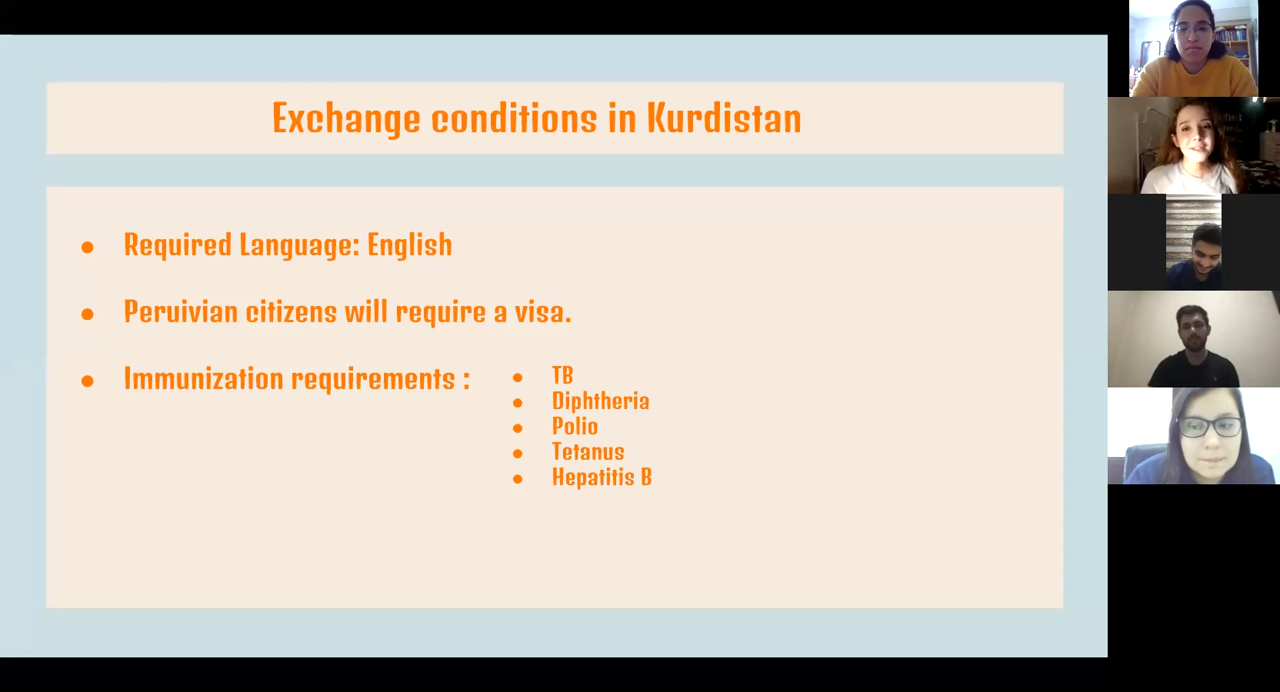 Exchange conditions in Kurdistan
● Required Language: English
● Peruivian citizens will require a visa.
● Immunization requirements :
● TB
● Diphtheria
● Polio
● Tetanus
● Hepatitis B